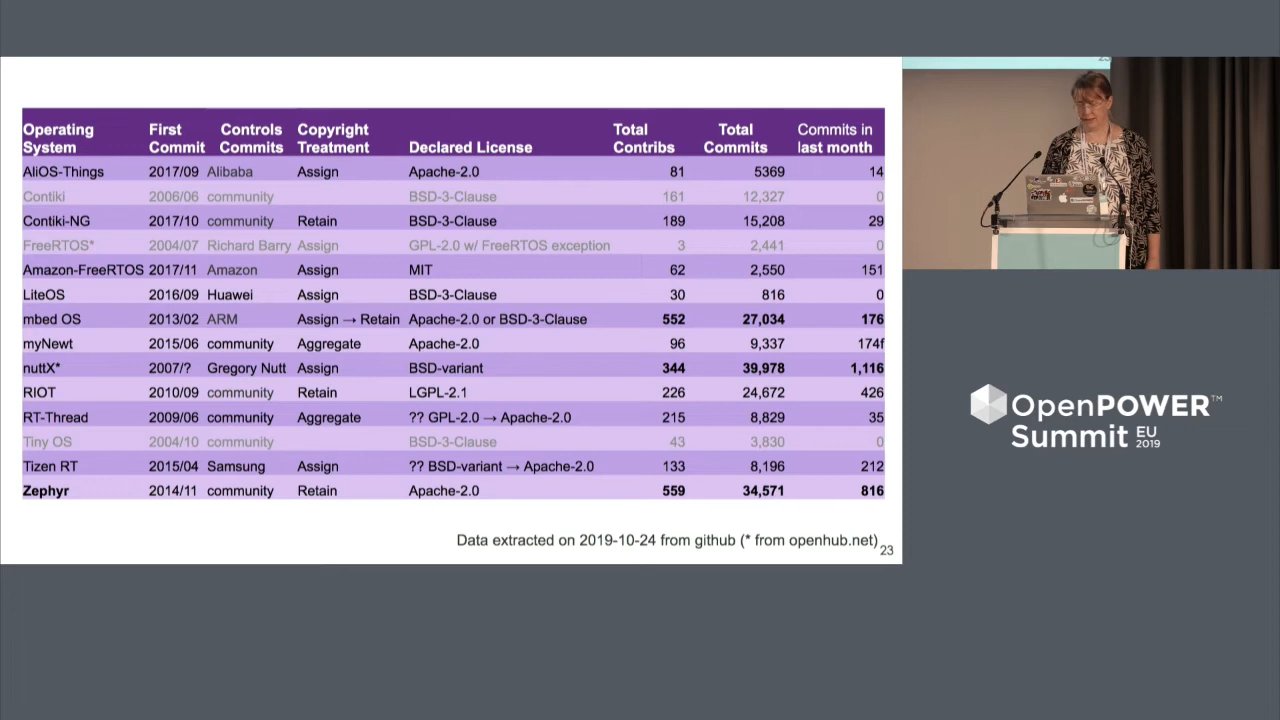 Operating System First Commit Controls Commits Copyright Treatment Declared License Total Contribs Total Commits Commits in last month
AliOS-Things 2017/09 Alibaba Assign Apache-2.0 81 5369 14
Contiki 2006/06 community BSD-3-Clause 161 12,327 0
Contiki-NG 2017/10 community Retain BSD-3-Clause 189 15,208 29
FreeRTOS* 2004/07 Richard Barry Assign GPL-2.0 w/ FreeRTOS exception 3 2,441 0
Amazon-FreeRTOS 2017/11 Amazon Assign MIT 62 2,550 151
LiteOS 2016/09 Huawei Assign BSD-3-Clause 30 816 0
mbed OS 2013/02 ARM Assign → Retain Apache-2.0 or BSD-3-Clause 552 27,034 176
myNewt 2015/06 community Aggregate Apache-2.0 96 9,337 174f
nuttX* 2007/? Gregory Nutt Assign BSD-variant 344 39,978 1,116
RIOT 2010/09 community Retain LGPL-2.1 226 24,672 426
RT-Thread 2009/06 community Aggregate ?? GPL-2.0 → Apache-2.0 215 8,829 35
Tiny OS 2004/10 community BSD-3-Clause 43 3,830 0
Tizen RT 2015/04 Samsung Assign ?? BSD-variant → Apache-2.0 133 8,196 212
Zephyr 2014/11 community Retain Apache-2.0 559 34,571 816
Data extracted on 2019-10-24 from github (* from openhub.net)
23
OpenPOWER™
Summit EU 2019